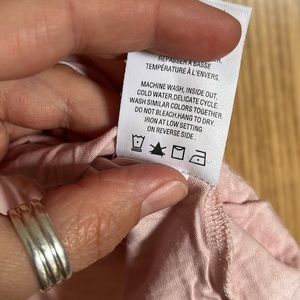 REPASSER A BASSE
TEMPÉRATURE À L'ENVERS.
MACHINE WASH, INSIDE OUT,
COLD WATER, DELICATE CYCLE.
WASH SIMILAR COLORS TOGETHER.
DO NOT BLEACH. HANG TO DRY.
IRON AT LOW SETTING
ON REVERSE SIDE.